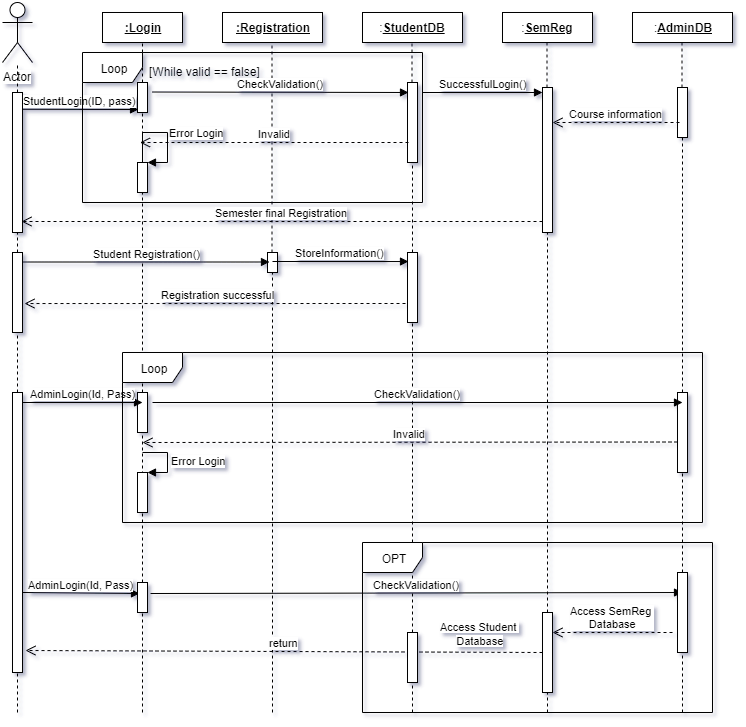 :Login
:Registration
:StudentDB
:SemReg
:AdminDB
Actor
Loop
[While valid == false]
CheckValidation()
SuccessfulLogin()
StudentLogin(ID, pass)
Course information
Error Login
Invalid
Semester final Registration
Student Registration()
StoreInformation()
Registration successful
Loop
AdminLogin(Id, Pass)
CheckValidation()
Invalid
Error Login
OPT
AdminLogin(Id, Pass)
CheckValidation()
Access SemReg
Database
Access Student
Database
return